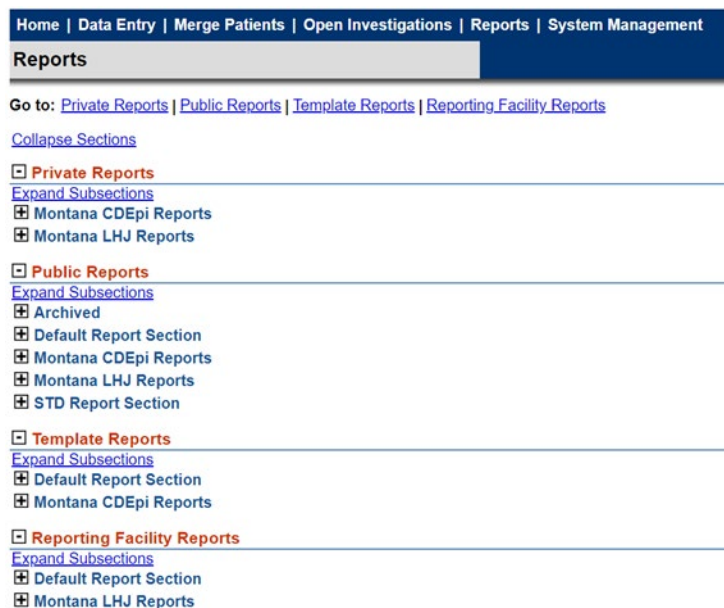 Home | Data Entry | Merge Patients | Open Investigations | Reports | System Management
Reports
Go to: Private Reports | Public Reports | Template Reports | Reporting Facility Reports
Collapse Sections
Private Reports
Expand Subsections
Montana CDEpi Reports
Montana LHJ Reports
Public Reports
Expand Subsections
Archived
Default Report Section
Montana CDEpi Reports
Montana LHJ Reports
STD Report Section
Template Reports
Expand Subsections
Default Report Section
Montana CDEpi Reports
Reporting Facility Reports
Expand Subsections
Default Report Section
Montana LHJ Reports